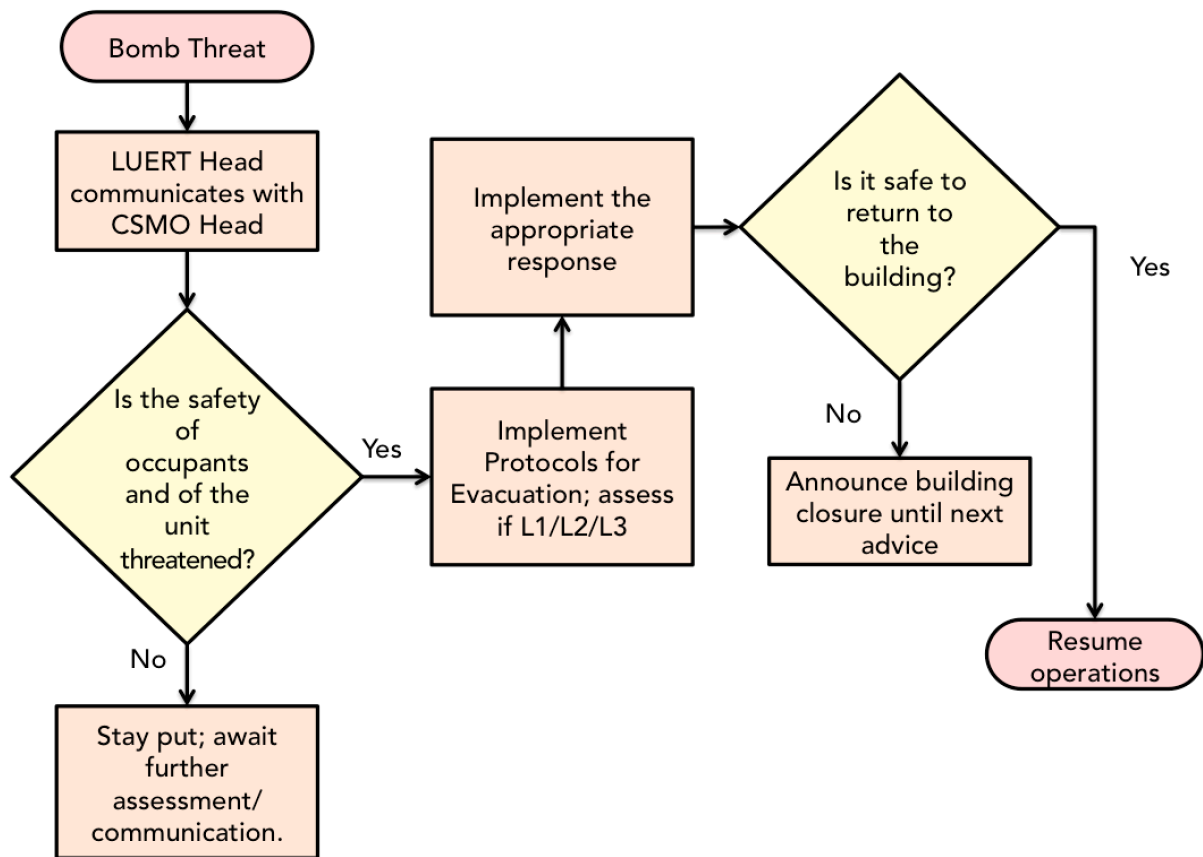 Bomb Threat
LUERT Head
communicates with
CSMO Head
Is the safety
of
occupants
and of the
unit
threatened?
No
Stay put; await
further
assessment/
communication.
Yes
Implement
Protocols for
Evacuation; assess
if L1/L2/L3
Implement the
appropriate
response
Is it safe to
return to
the
building?
No
Announce building
closure until next
advice
Yes
Resume
operations